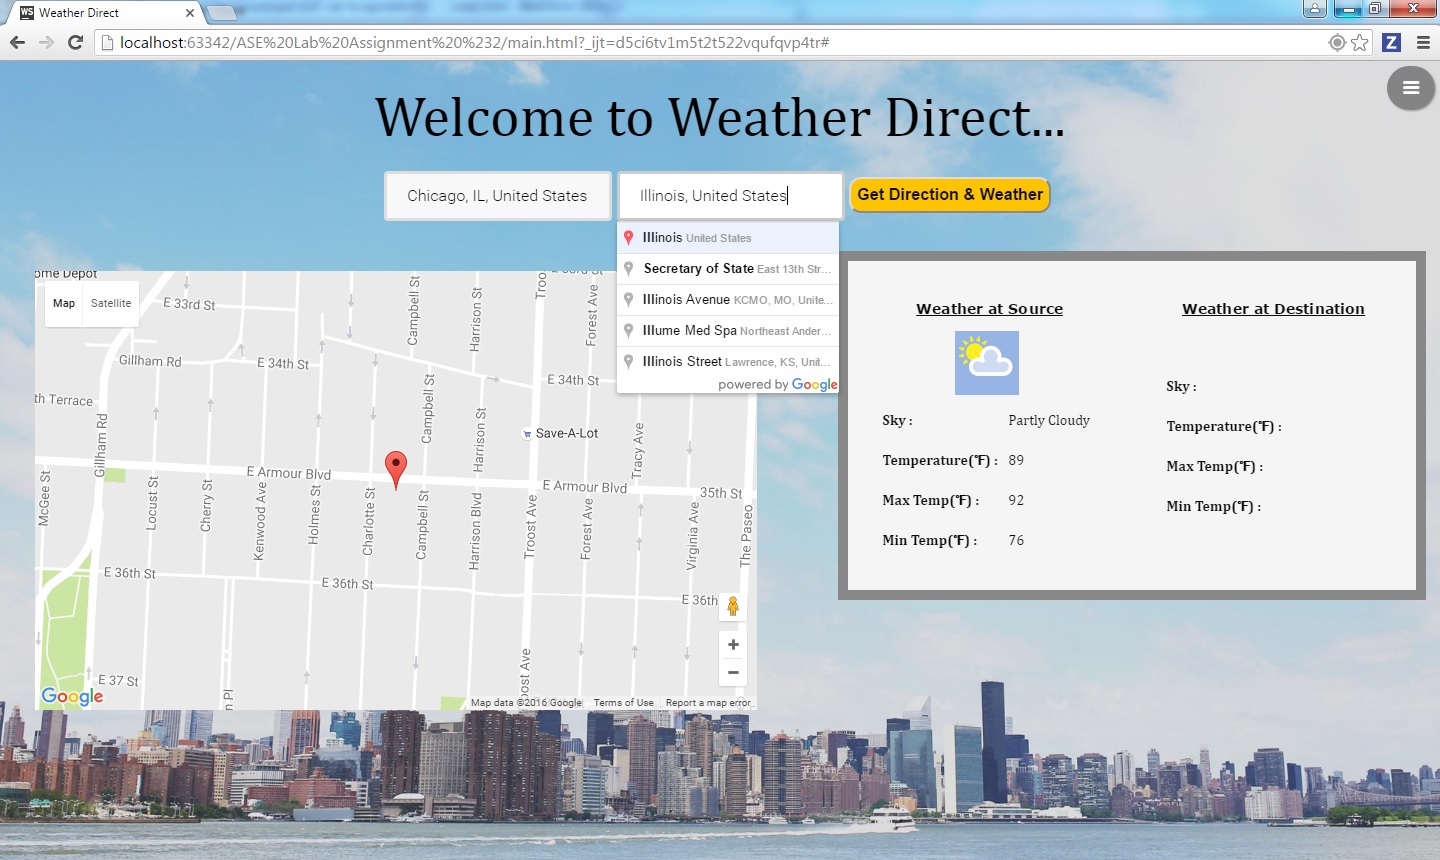 WS Weather Direct
localhost:63342/ASE%20Lab%20Assignment%20%232/main.html?_ijt=d5ci6tv1m5t2t522vqufqvp4tr#
Z
Welcome to Weather Direct...
Chicago, IL, United States
Illinois, United States
Get Direction & Weather
Illinois United States
Secretary of State East 13th Str...
Illinois Avenue KCMO, MO, Unite...
Illume Med Spa Northeast Ander...
Illinois Street Lawrence, KS, Unit...
powered by Google
ome Depot
Map
Satellite
E 33rd St
Gillham Rd
E 34th St
th Terrace
Gillham Rd
McGee St
Locust St
Cherry St
Kenwood Ave
Holmes St
Charlotte St
Campbell St
Campbell St
Campbell St
Harrison St
Harrison St
Harrison Blvd
Troost Ave
Forest Ave
Forest Ave
Tracy Ave
Virginia Ave
The Paseo
E 34th St
Save-A-Lot
E Armour Blvd
E Armour Blvd
35th St
E 36th St
E 36th St
E 36th
E 37 St
n Pl
oost Ave
Google
Map data ©2016 Google
Terms of Use
Report a map error
Weather at Source
Sky :
Partly Cloudy
Temperature(℉) :
89
Max Temp(℉) :
92
Min Temp(℉) :
76
Weather at Destination
Sky :
Temperature(℉) :
Max Temp(℉) :
Min Temp(℉) :